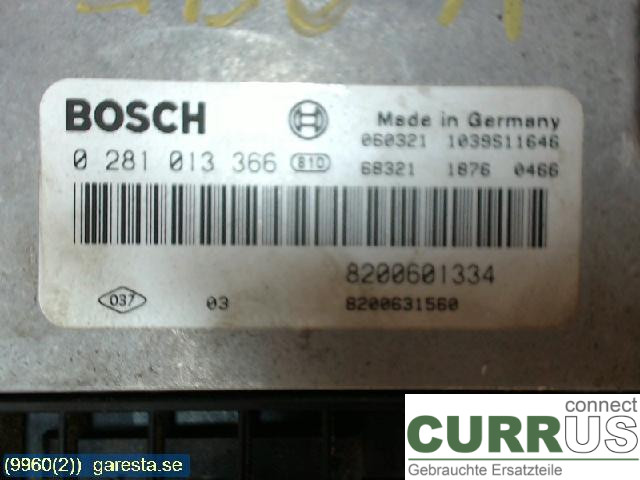 BOSCH
Made in Germany
060321 1039S11646
0 281 013 366 810
68321 1876 0466
8200601334
037 03 8200631560
connect
CURRUS
Gebrauchte Ersatzteile
(9960(2)) garesta.se